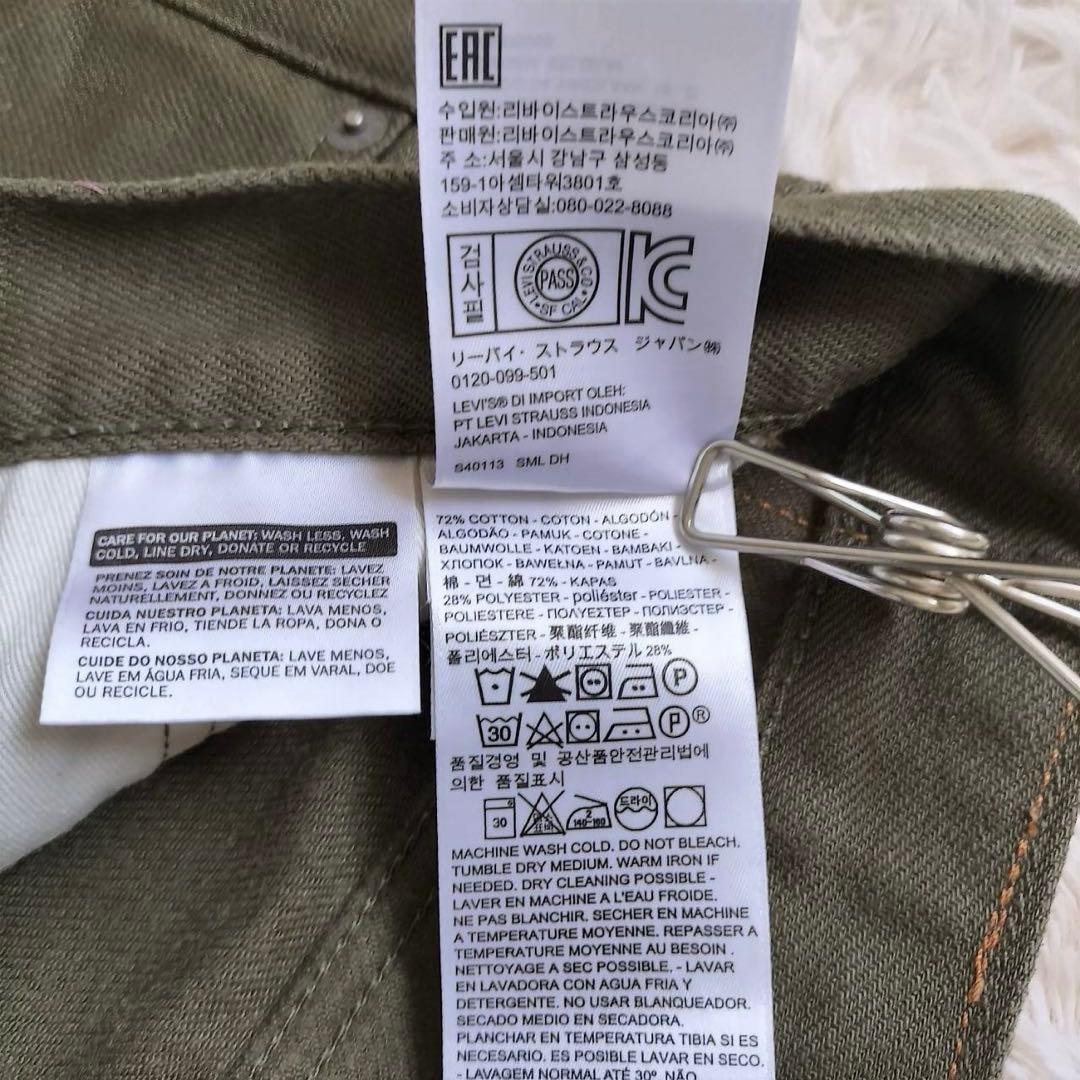 EAC
수입원:리바이스트라우스코리아(주)
판매원:리바이스트라우스코리아(주)
주 소:서울시 강남구 삼성동
159-1아셈타워3801호
소비자상담실:080-022-8088
검사필
LEVI STRAUSS & CO
PASS
SF CAL
KC
リーバイ・ストラウス ジャパン㈱
0120-099-501
LEVI'S® DI IMPORT OLEH:
PT LEVI STRAUSS INDONESIA
JAKARTA - INDONESIA
S40113 SML DH
CARE FOR OUR PLANET: WASH LESS, WASH
COLD, LINE DRY, DONATE OR RECYCLE
PRENEZ SOIN DE NOTRE PLANETE: LAVEZ
MOINS, LAVEZ A FROID, LAISSEZ SECHER
NATURELLEMENT, DONNEZ OU RECYCLEZ
CUIDA NUESTRO PLANETA: LAVA MENOS,
LAVA EN FRIO, TIENDE LA ROPA, DONA O
RECICLA.
CUIDE DO NOSSO PLANETA: LAVE MENOS,
LAVE EM ÁGUA FRIA, SEQUE EM VARAL, DOE
OU RECICLE.
72% COTTON - COTON - ALGODÓN -
ALGODÃO - PAMUK - COTONE -
BAUMWOLLE - KATOEN - BAMBAKI -
ХЛОПОК - BAWEŁNA - PAMUT - BAVLNA -
棉 - 면 - 綿 72% - KAPAS
28% POLYESTER - poliéster - POLIESTER -
POLIESTERE - ΠΟΛΥΕΣΤΕΡ - ПОЛИЭСТЕР -
POLIÉSZTER - 聚酯纤维 - 聚酯纖維 -
폴리에스터 - ポリエステル 28%
P
30 P ®
품질경영 및 공산품안전관리법에
의한 품질표시
30 염소표백 2 140~160 드라이
MACHINE WASH COLD. DO NOT BLEACH.
TUMBLE DRY MEDIUM. WARM IRON IF
NEEDED. DRY CLEANING POSSIBLE -
LAVER EN MACHINE A L'EAU FROIDE.
NE PAS BLANCHIR. SECHER EN MACHINE
A TEMPERATURE MOYENNE. REPASSER A
TEMPERATURE MOYENNE AU BESOIN .
NETTOYAGE A SEC POSSIBLE. - LAVAR
EN LAVADORA CON AGUA FRIA Y
DETERGENTE. NO USAR BLANQUEADOR.
SECADO MEDIO EN SECADORA.
PLANCHAR EN TEMPERATURA TIBIA SI ES
NECESARIO. ES POSIBLE LAVAR EN SECO.
- LAVAGEM NORMAL ATÉ 30º. NÃO